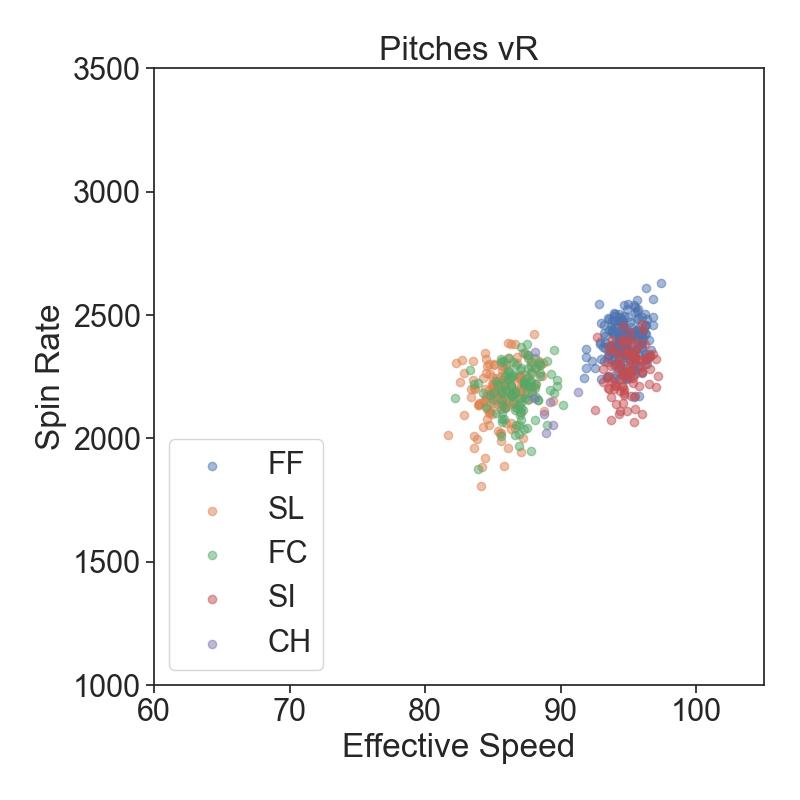 Pitches vR
3500
3000
2500
2000
1500
1000
Spin Rate
FF
SL
FC
SI
CH
60 70 80 90 100
Effective Speed